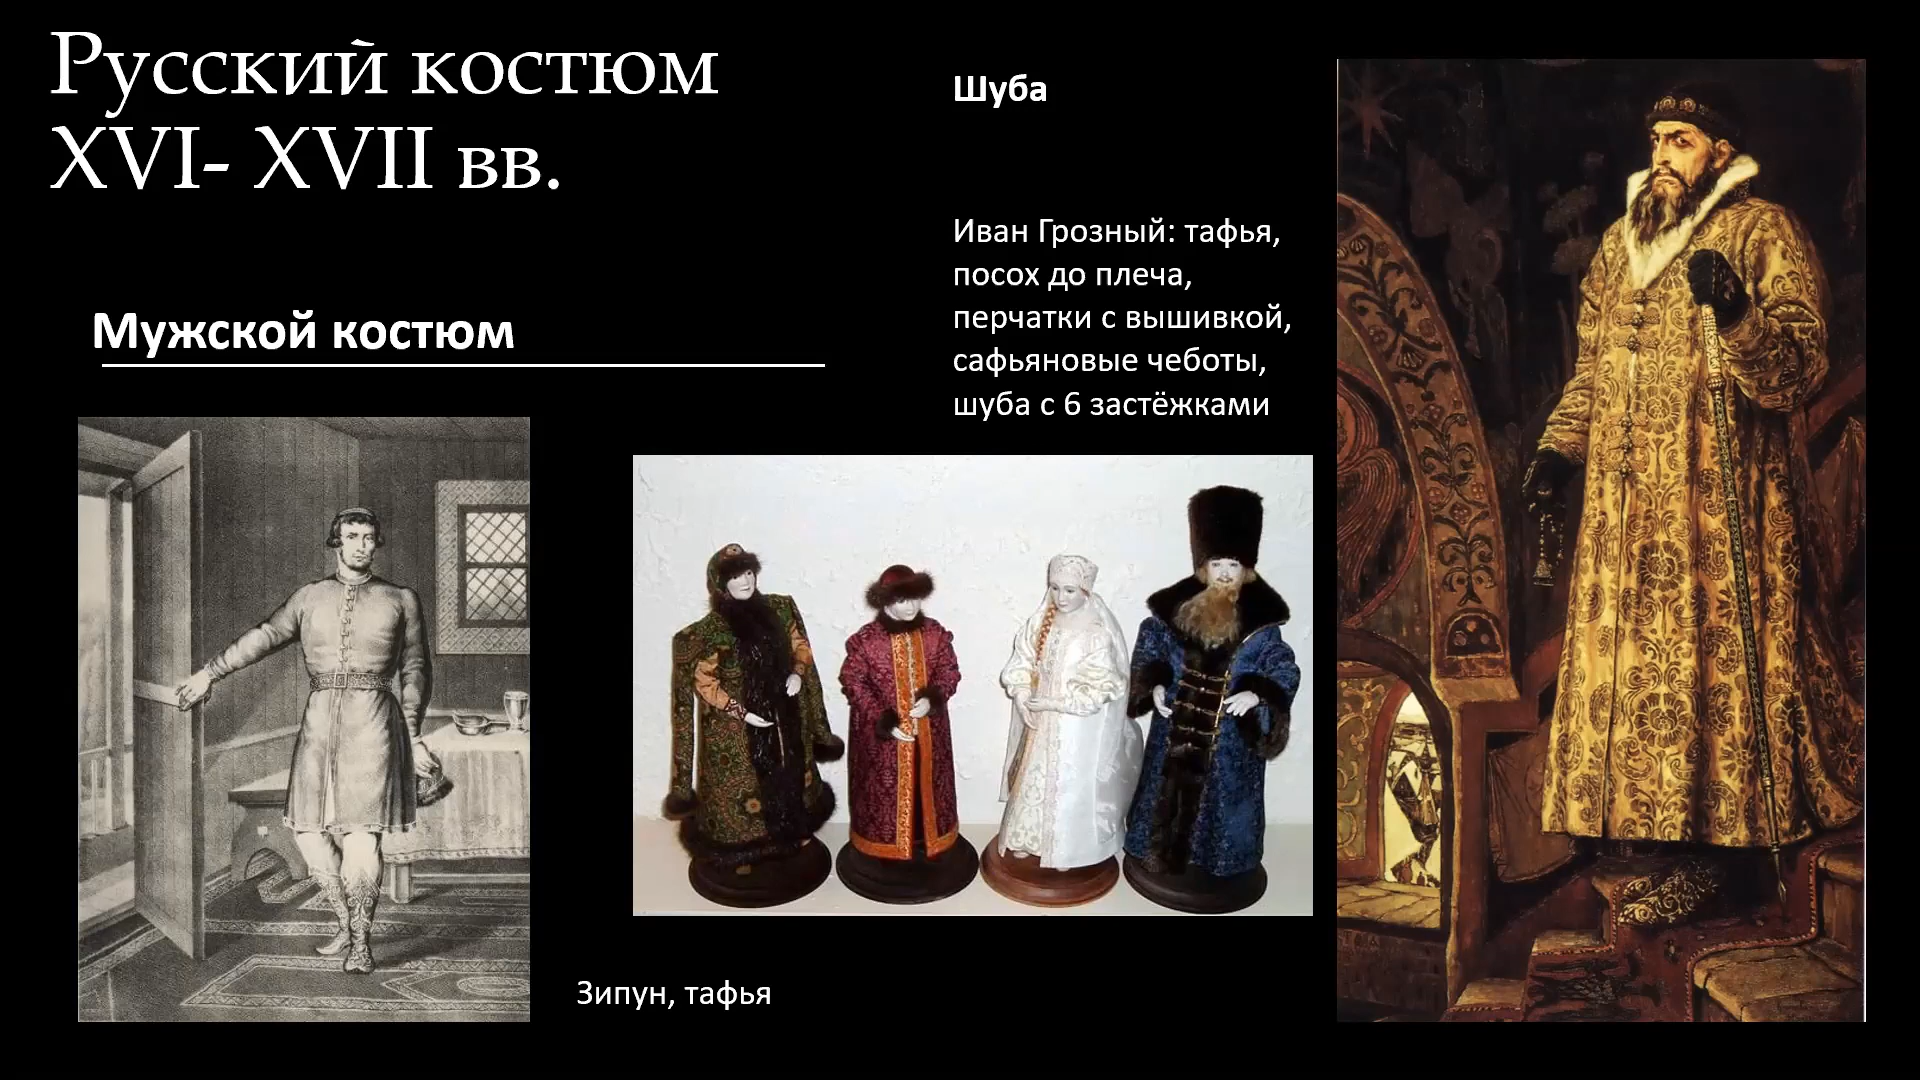 Русский костюм
XVI- XVII вв.
Мужской костюм
Шуба
Иван Грозный: тафья,
посох до плеча,
перчатки с вышивкой,
сафьяновые чеботы,
шуба с 6 застёжками
Зипун, тафья